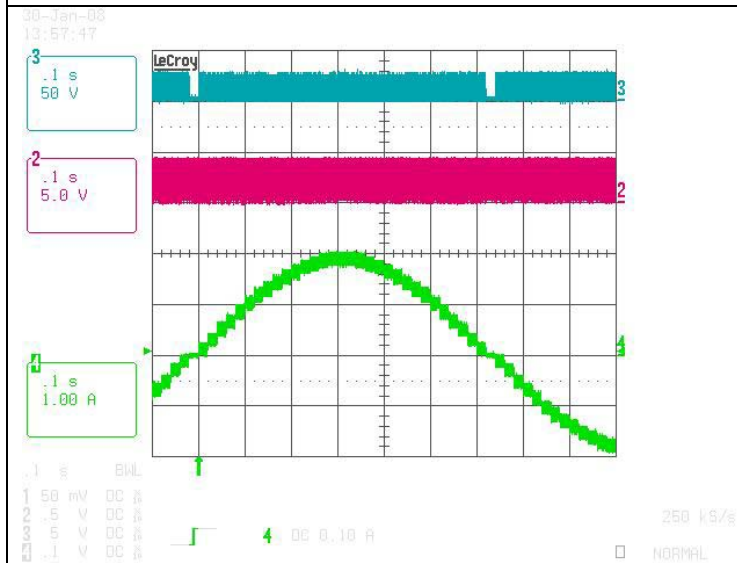 30-Jan-08
13:57:47
3
.1 s
50 V
LeCroy
3
2
.1 s
5.0 V
2
4
.1 s
1.00 A
4
.1 s BWL
1 50 mV DC
2 .5 V DC
3 5 V DC
4 .1 V DC
4 DC 0.10 A
250 kS/s
NORMAL